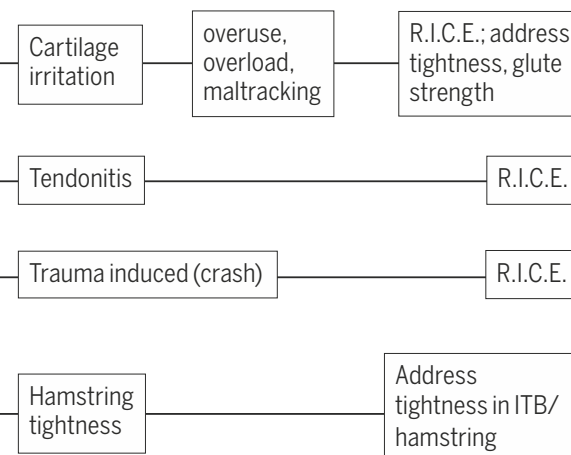 Cartilage
irritation
overuse,
overload,
maltracking
R.I.C.E.; address
tightness, glute
strength
Tendonitis
R.I.C.E.
Trauma induced (crash)
R.I.C.E.
Hamstring
tightness
Address
tightness in ITB/
hamstring